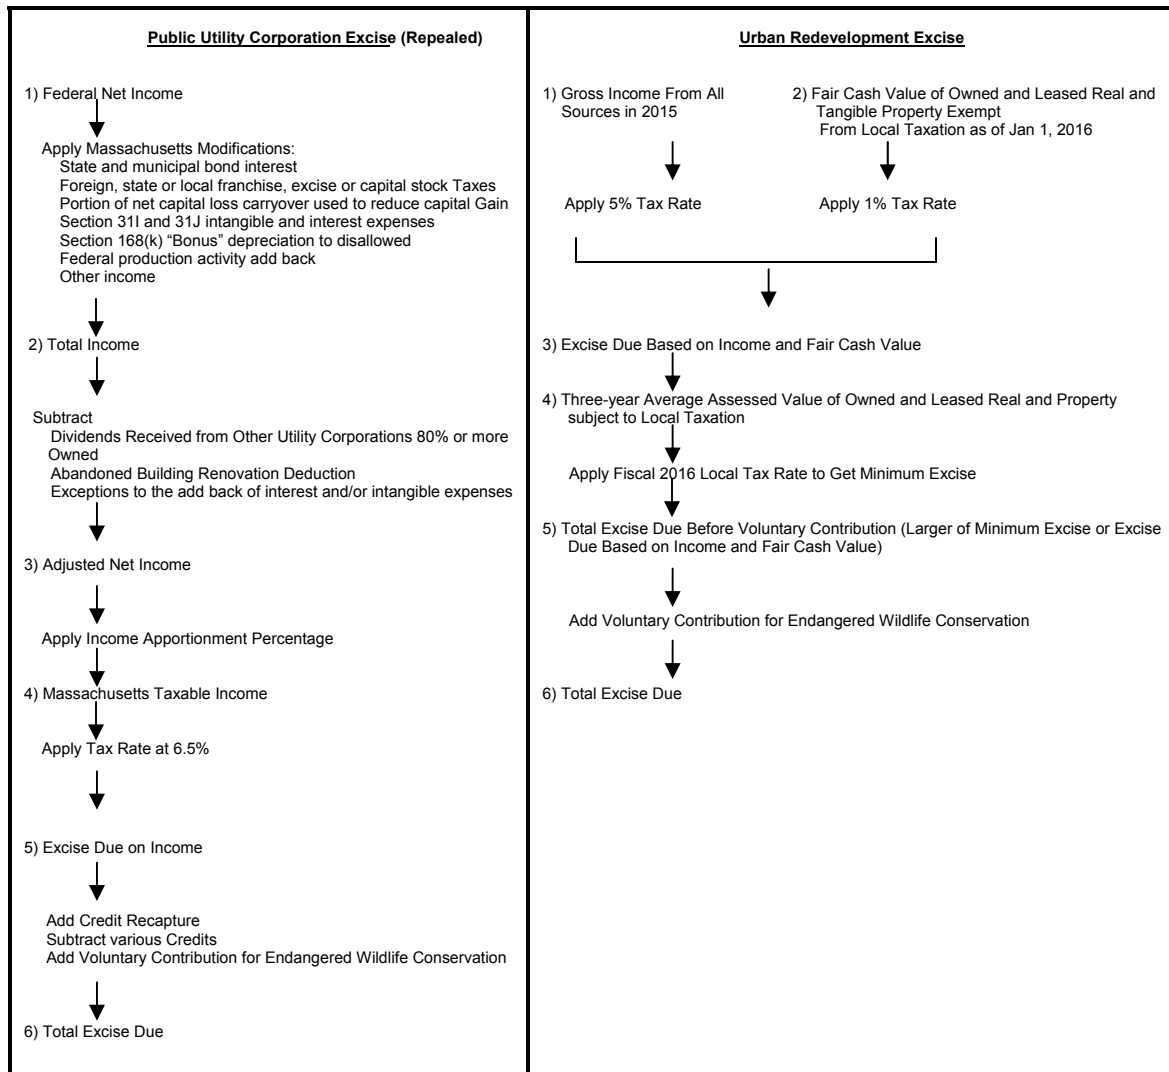 Public Utility Corporation Excise (Repealed)
1) Federal Net Income
Apply Massachusetts Modifications:
State and municipal bond interest
Foreign, state or local franchise, excise or capital stock Taxes
Portion of net capital loss carryover used to reduce capital Gain
Section 31I and 31J intangible and interest expenses
Section 168(k) “Bonus” depreciation to disallowed
Federal production activity add back
Other income
2) Total Income
Subtract
Dividends Received from Other Utility Corporations 80% or more
Owned
Abandoned Building Renovation Deduction
Exceptions to the add back of interest and/or intangible expenses
3) Adjusted Net Income
Apply Income Apportionment Percentage
4) Massachusetts Taxable Income
Apply Tax Rate at 6.5%
5) Excise Due on Income
Add Credit Recapture
Subtract various Credits
Add Voluntary Contribution for Endangered Wildlife Conservation
6) Total Excise Due
Urban Redevelopment Excise
1) Gross Income From All
Sources in 2015
2) Fair Cash Value of Owned and Leased Real and
Tangible Property Exempt
From Local Taxation as of Jan 1, 2016
Apply 5% Tax Rate
Apply 1% Tax Rate
3) Excise Due Based on Income and Fair Cash Value
4) Three-year Average Assessed Value of Owned and Leased Real and Property
subject to Local Taxation
Apply Fiscal 2016 Local Tax Rate to Get Minimum Excise
5) Total Excise Due Before Voluntary Contribution (Larger of Minimum Excise or Excise
Due Based on Income and Fair Cash Value)
Add Voluntary Contribution for Endangered Wildlife Conservation
6) Total Excise Due